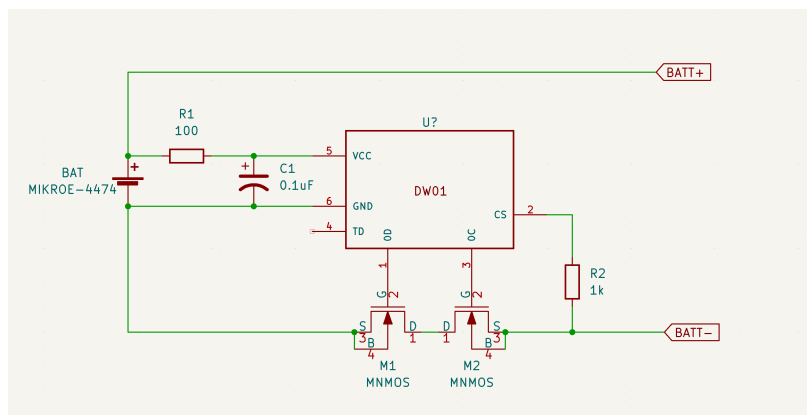 BATT+
R1
100
U?
5
VCC
+
C1
0.1uF
BAT
MIKROE-4474
+
DW01
6
GND
CS
2
4
TD
OD
OC
1
3
R2
1k
G
2
G
2
S
3
D
1
D
1
S
3
B
4
B
4
BATT-
M1
MNMOS
M2
MNMOS